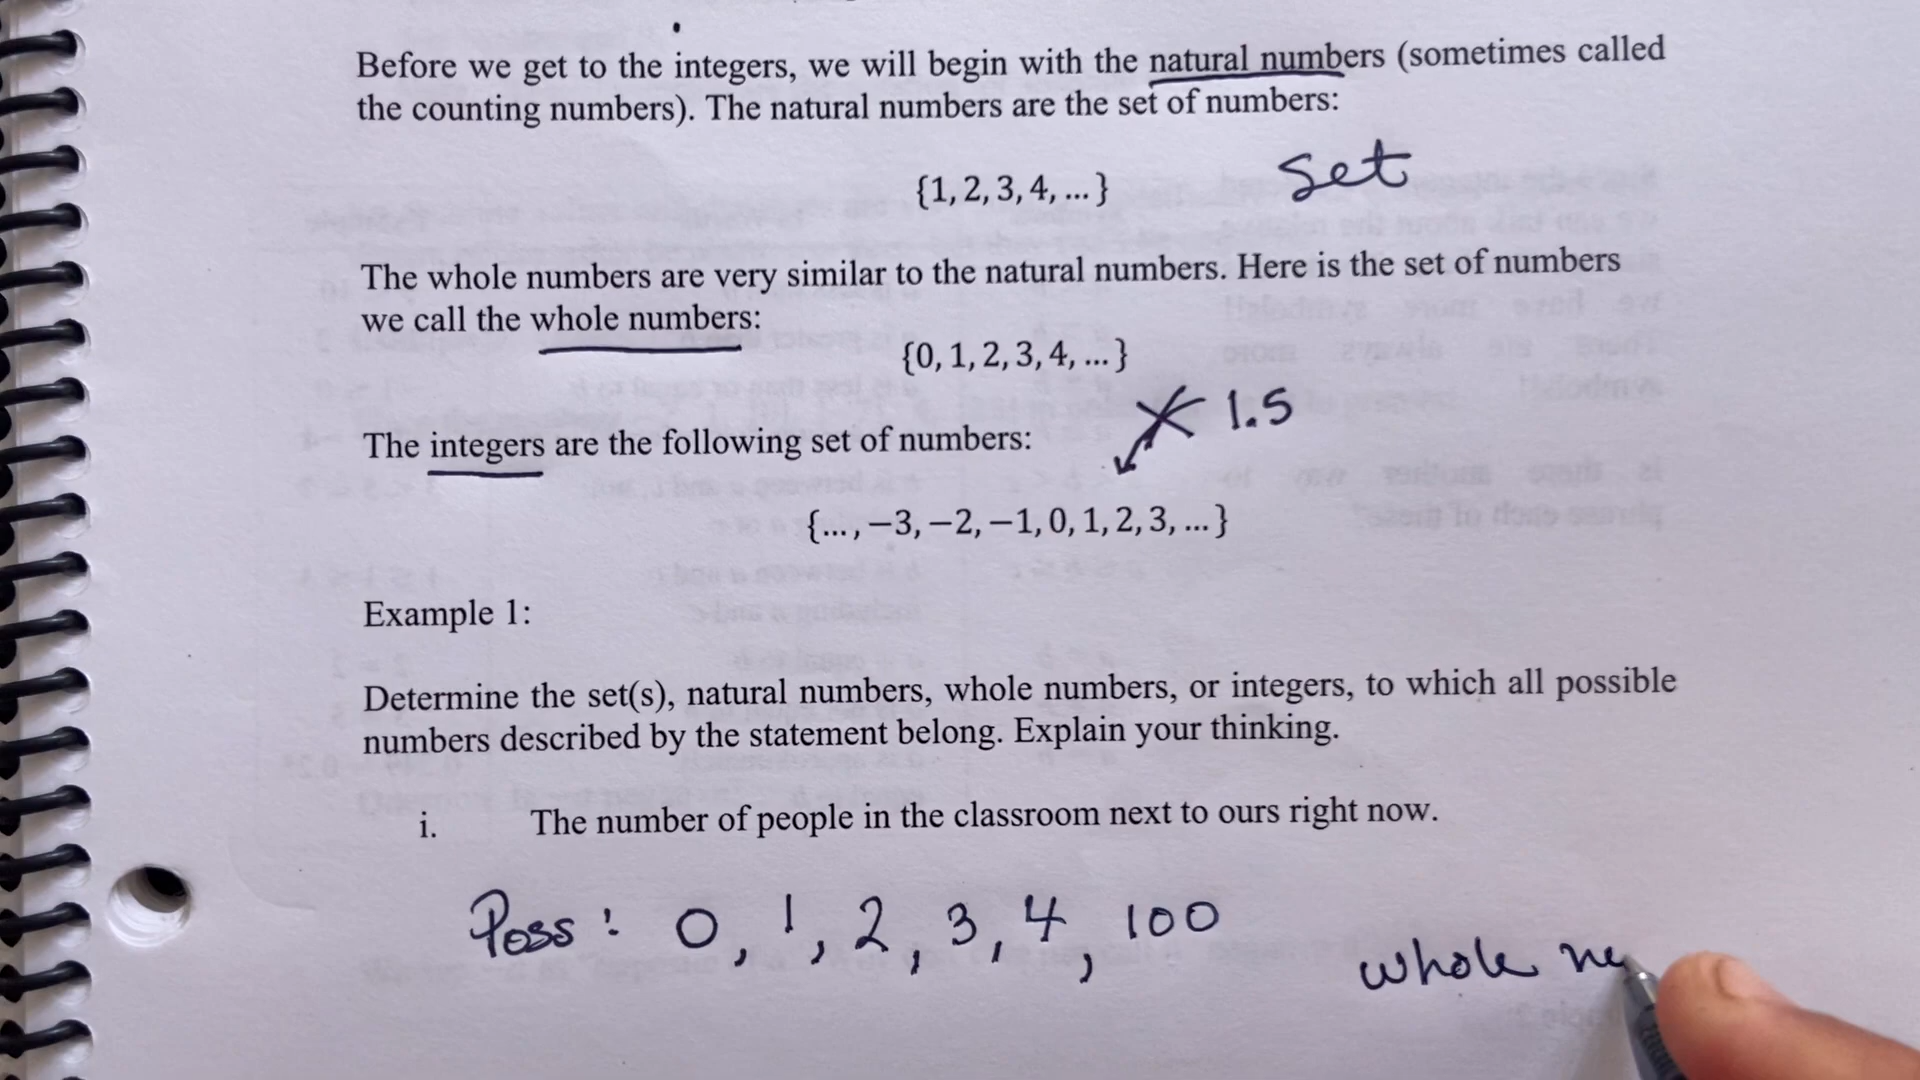 Before we get to the integers, we will begin with the natural numbers (sometimes called
the counting numbers). The natural numbers are the set of numbers:
{1, 2, 3, 4, ... }
Set
The whole numbers are very similar to the natural numbers. Here is the set of numbers
we call the whole numbers:
{0, 1, 2, 3, 4, ... }
1.5
The integers are the following set of numbers:
{..., −3, −2, −1, 0, 1, 2, 3, ... }
Example 1:
Determine the set(s), natural numbers, whole numbers, or integers, to which all possible
numbers described by the statement belong. Explain your thinking.
i. The number of people in the classroom next to ours right now.
Poss : 0, 1, 2, 3, 4, 100
whole